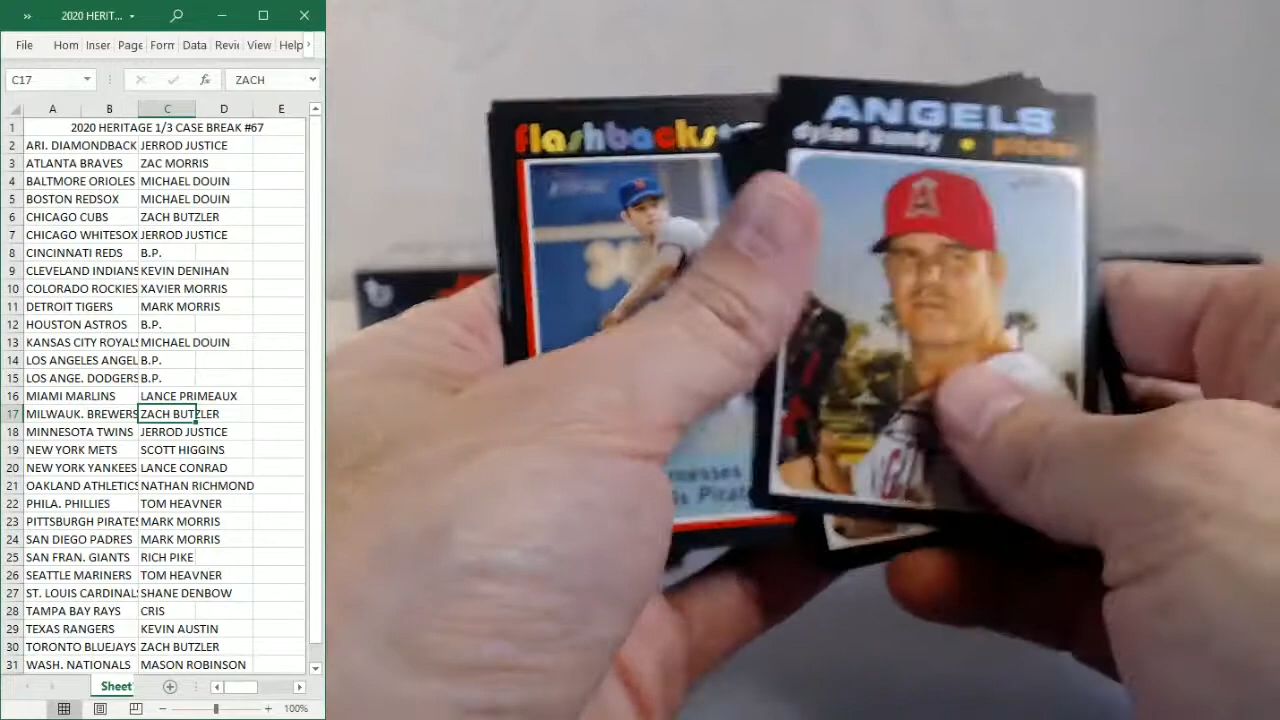 2020 HERIT...
File Hom Inser Page Form Data Revi View Help
C17 fx ZACH
A B C D E
1 2020 HERITAGE 1/3 CASE BREAK #67
2 ARI. DIAMONDBACK JERROD JUSTICE
3 ATLANTA BRAVES ZAC MORRIS
4 BALTMORE ORIOLES MICHAEL DOUIN
5 BOSTON REDSOX MICHAEL DOUIN
6 CHICAGO CUBS ZACH BUTZLER
7 CHICAGO WHITESOX JERROD JUSTICE
8 CINCINNATI REDS B.P.
9 CLEVELAND INDIANS KEVIN DENIHAN
10 COLORADO ROCKIES XAVIER MORRIS
11 DETROIT TIGERS MARK MORRIS
12 HOUSTON ASTROS B.P.
13 KANSAS CITY ROYALS MICHAEL DOUIN
14 LOS ANGELES ANGEL B.P.
15 LOS ANGE. DODGERS B.P.
16 MIAMI MARLINS LANCE PRIMEAUX
17 MILWAUK. BREWERS ZACH BUTZLER
18 MINNESOTA TWINS JERROD JUSTICE
19 NEW YORK METS SCOTT HIGGINS
20 NEW YORK YANKEES LANCE CONRAD
21 OAKLAND ATHLETICS NATHAN RICHMOND
22 PHILA. PHILLIES TOM HEAVNER
23 PITTSBURGH PIRATES MARK MORRIS
24 SAN DIEGO PADRES MARK MORRIS
25 SAN FRAN. GIANTS RICH PIKE
26 SEATTLE MARINERS TOM HEAVNER
27 ST. LOUIS CARDINALS SHANE DENBOW
28 TAMPA BAY RAYS CRIS
29 TEXAS RANGERS KEVIN AUSTIN
30 TORONTO BLUEJAYS ZACH BUTZLER
31 WASH. NATIONALS MASON ROBINSON
Sheet
100%
flashbacks
nesses
is Pirat
ANGELS
dylan bundy pitcher